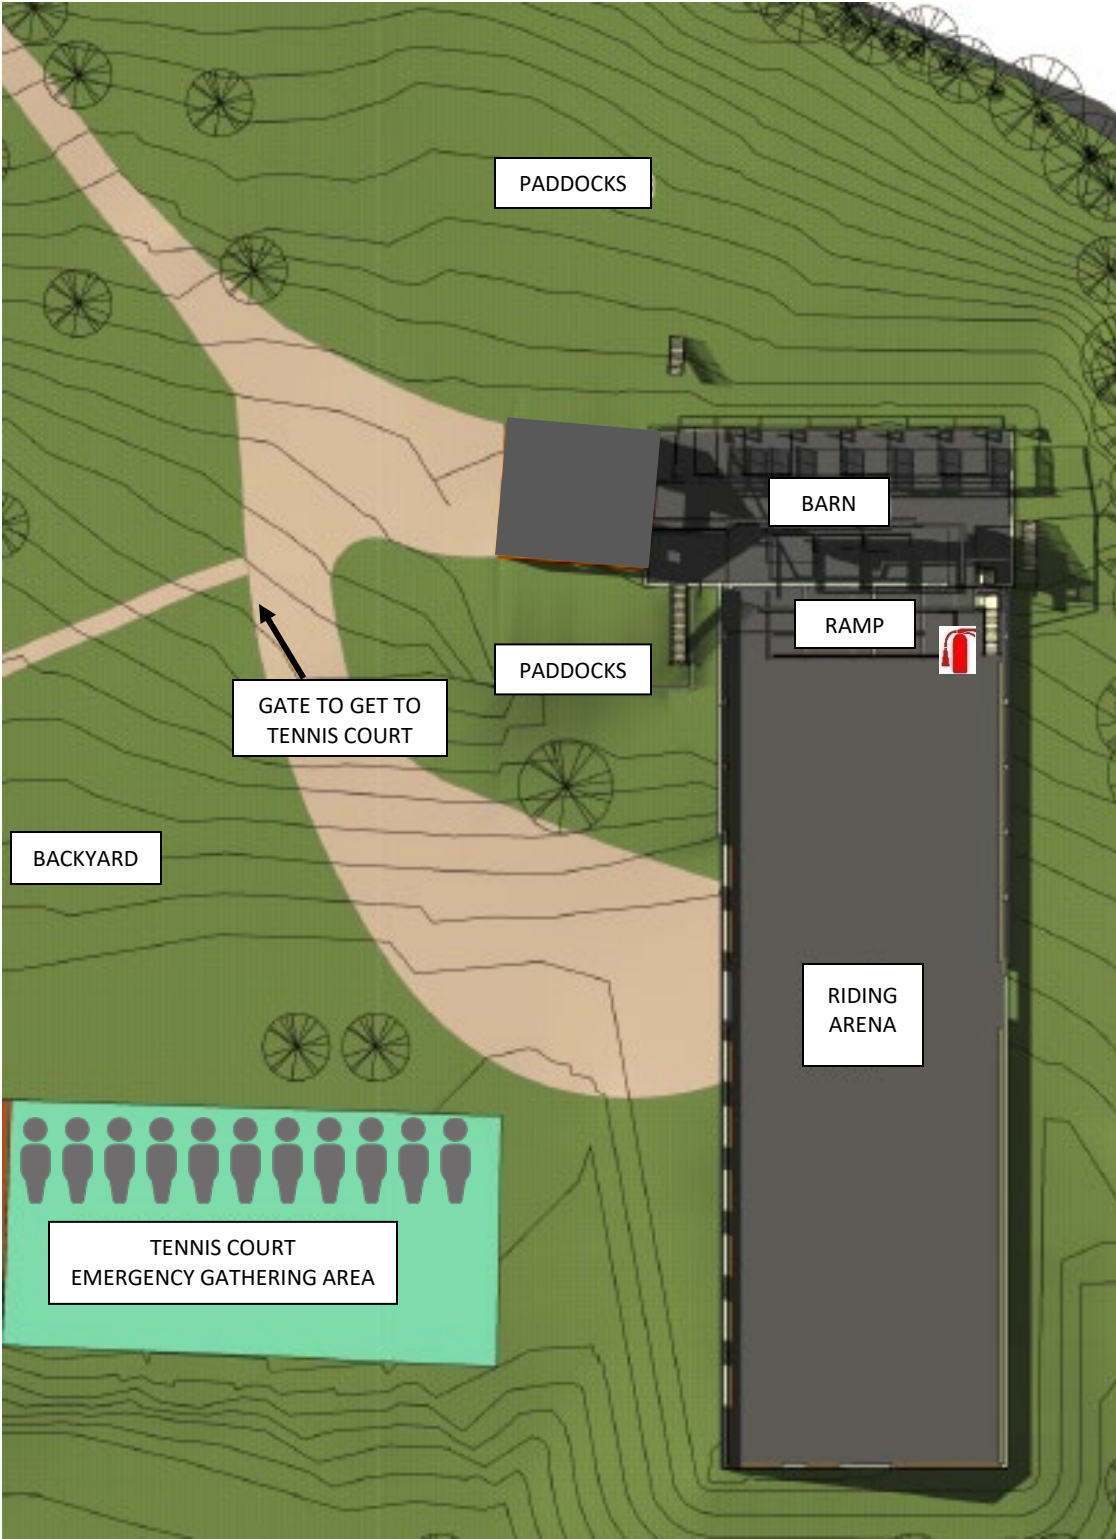 PADDOCKS
BARN
RAMP
PADDOCKS
GATE TO GET TO
TENNIS COURT
BACKYARD
RIDING
ARENA
TENNIS COURT
EMERGENCY GATHERING AREA